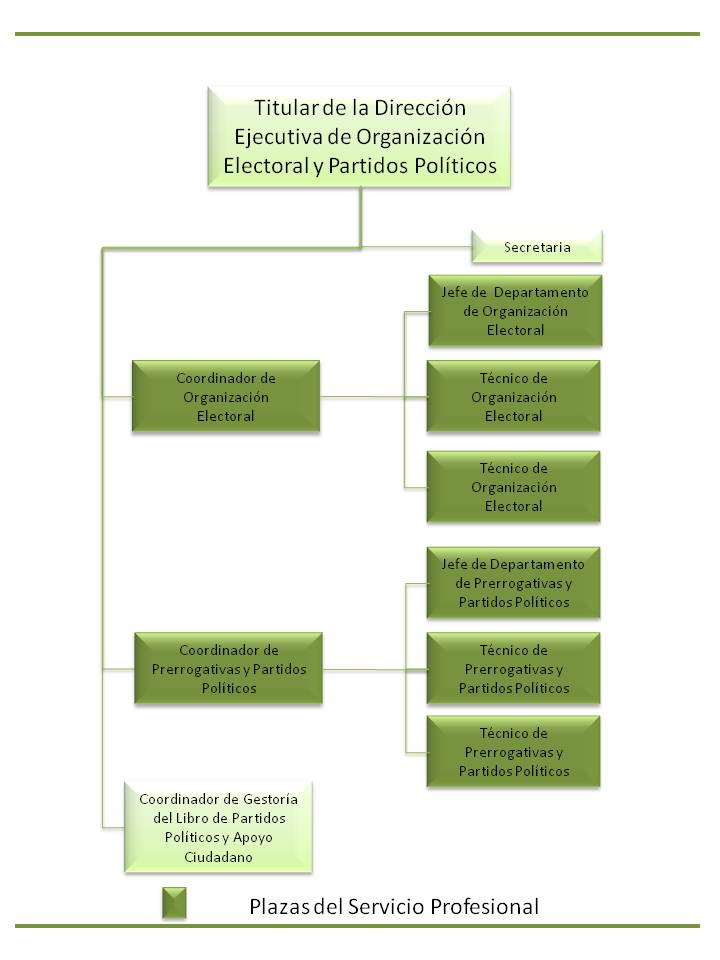 Titular de la Dirección
Ejecutiva de Organización
Electoral y Partidos Políticos
Secretaria
Jefe de Departamento
de Organización
Electoral
Coordinador de
Organización
Electoral
Técnico de
Organización
Electoral
Técnico de
Organización
Electoral
Jefe de Departamento
de Prerrogativas y
Partidos Políticos
Coordinador de
Prerrogativas y Partidos
Políticos
Técnico de
Prerrogativas y
Partidos Políticos
Técnico de
Prerrogativas y
Partidos Políticos
Coordinador de Gestoría
del Libro de Partidos
Políticos y Apoyo
Ciudadano
Plazas del Servicio Profesional